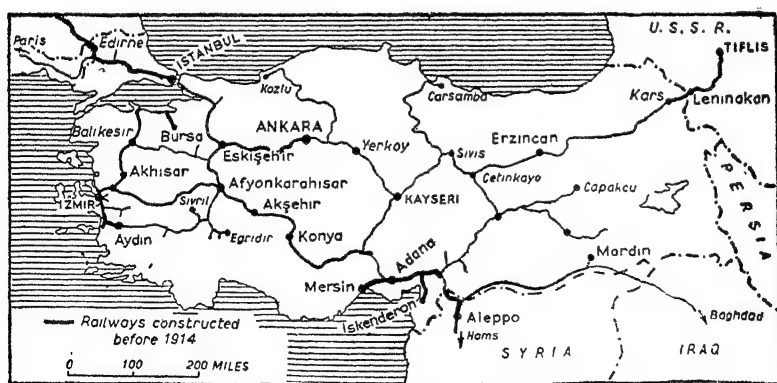 U. S. S. R.
Paris
Edirne
ISTANBUL
TIFLIS
Kozlu
Carsamba
Kars
Leninakan
Balıkesir
Bursa
ANKARA
Yerkoy
Sivis
Erzincan
Eskişehir
Çetinkayo
Akhisar
Afyonkarahisar
KAYSERI
Capakcu
PERSIA
IZMIR
Sivril
Akşehir
Aydin
Egridir
Konya
Mardin
Mersin
Adana
Iskenderon
Baghdad
Aleppo
Railways constructed
before 1914
Homs
0 100 200 MILES
SYRIA
IRAQ